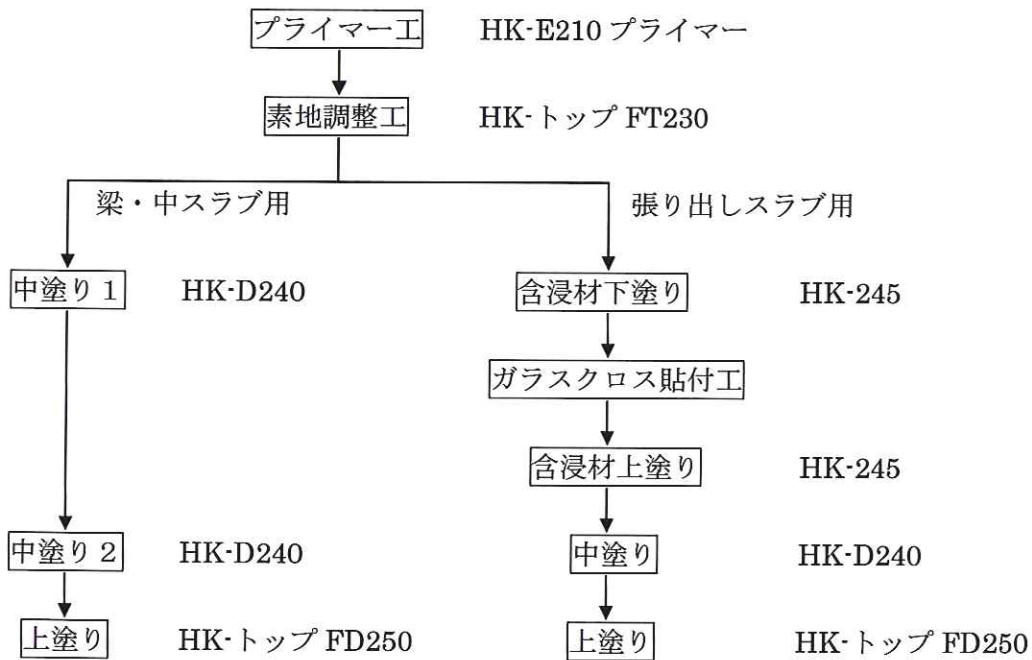 プライマー工 HK-E210 プライマー
素地調整工 HK-トップ FT230
梁・中スラブ用 張り出しスラブ用
中塗り 1 HK-D240 含浸材下塗り HK-245
ガラスクロス貼付工
含浸材上塗り HK-245
中塗り 2 HK-D240 中塗り HK-D240
上塗り HK-トップ FD250 上塗り HK-トップ FD250